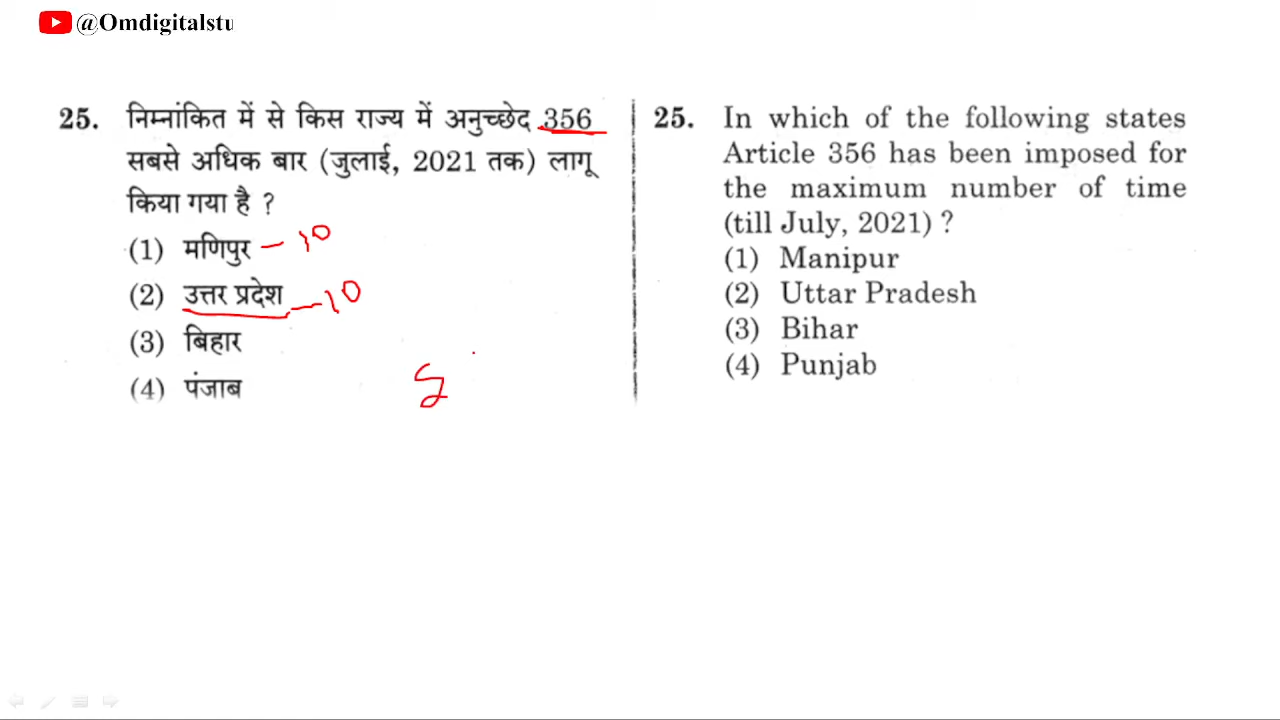 @Omdigitalstu
25. निम्नांकित में से किस राज्य में अनुच्छेद 356
सबसे अधिक बार (जुलाई, 2021 तक) लागू
किया गया है ?
(1) मणिपुर – 10
(2) उत्तर प्रदेश – 10
(3) बिहार
(4) पंजाब
25. In which of the following states
Article 356 has been imposed for
the maximum number of time
(till July, 2021) ?
(1) Manipur
(2) Uttar Pradesh
(3) Bihar
(4) Punjab